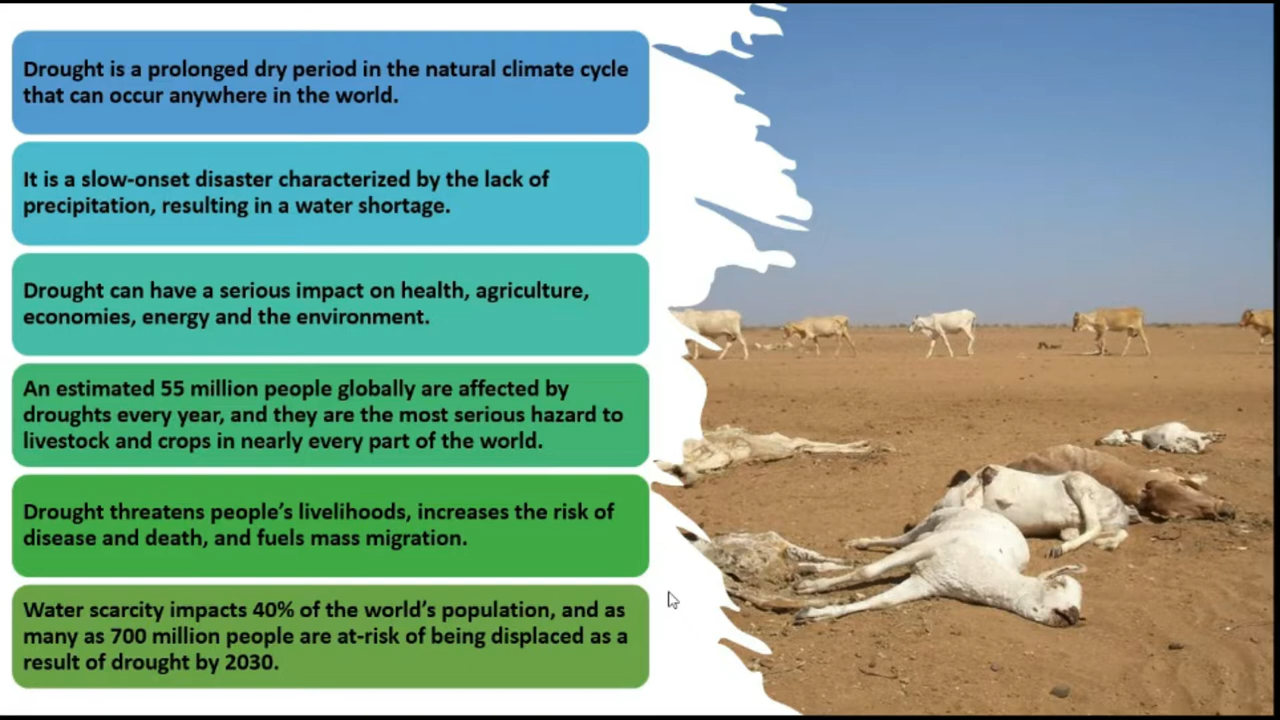 Drought is a prolonged dry period in the natural climate cycle
that can occur anywhere in the world.
It is a slow-onset disaster characterized by the lack of
precipitation, resulting in a water shortage.
Drought can have a serious impact on health, agriculture,
economies, energy and the environment.
An estimated 55 million people globally are affected by
droughts every year, and they are the most serious hazard to
livestock and crops in nearly every part of the world.
Drought threatens people’s livelihoods, increases the risk of
disease and death, and fuels mass migration.
Water scarcity impacts 40% of the world’s population, and as
many as 700 million people are at-risk of being displaced as a
result of drought by 2030.